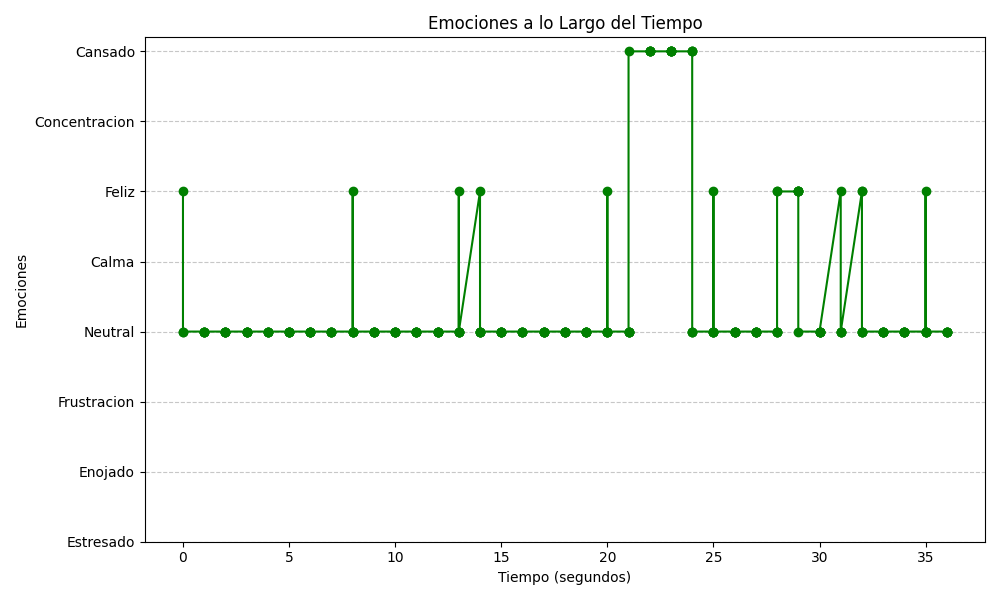 Emociones a lo Largo del Tiempo
Cansado
Concentracion
Feliz
Calma
Neutral
Frustracion
Enojado
Estresado
Emociones
0 5 10 15 20 25 30 35
Tiempo (segundos)